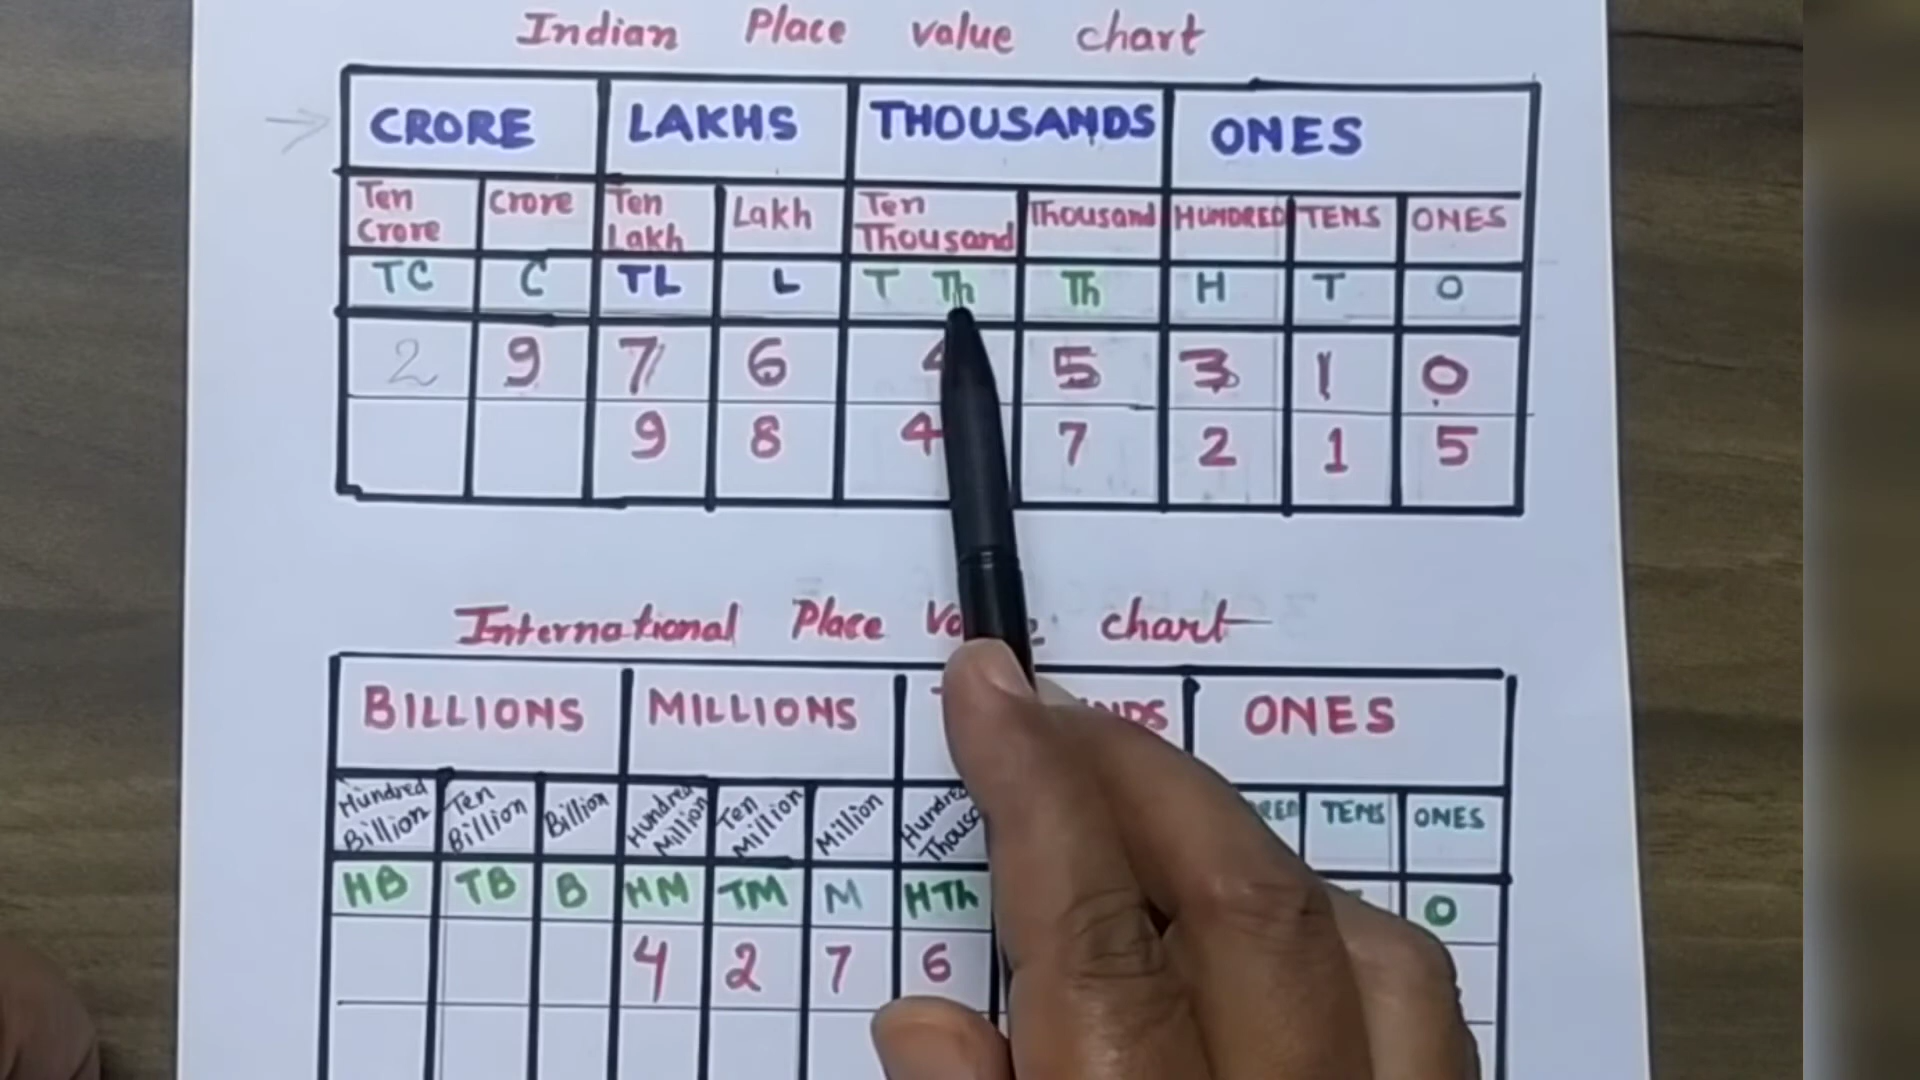 Indian Place value chart
CRORE LAKHS THOUSANDS ONES
Ten Crore Crore Ten Lakh Lakh Ten Thousand Thousand HUNDRED TENS ONES
TC C TL L T Th Th H T O
2 9 7 6 4 5 3 1 0
9 8 4 7 2 1 5
International Place chart
BILLIONS MILLIONS ONES
Hundred Billion Ten Billion Billion Hundred Million Ten Million Million Hundred TENS ONES
HB TB B HM TM M HTh O
4 2 7 6